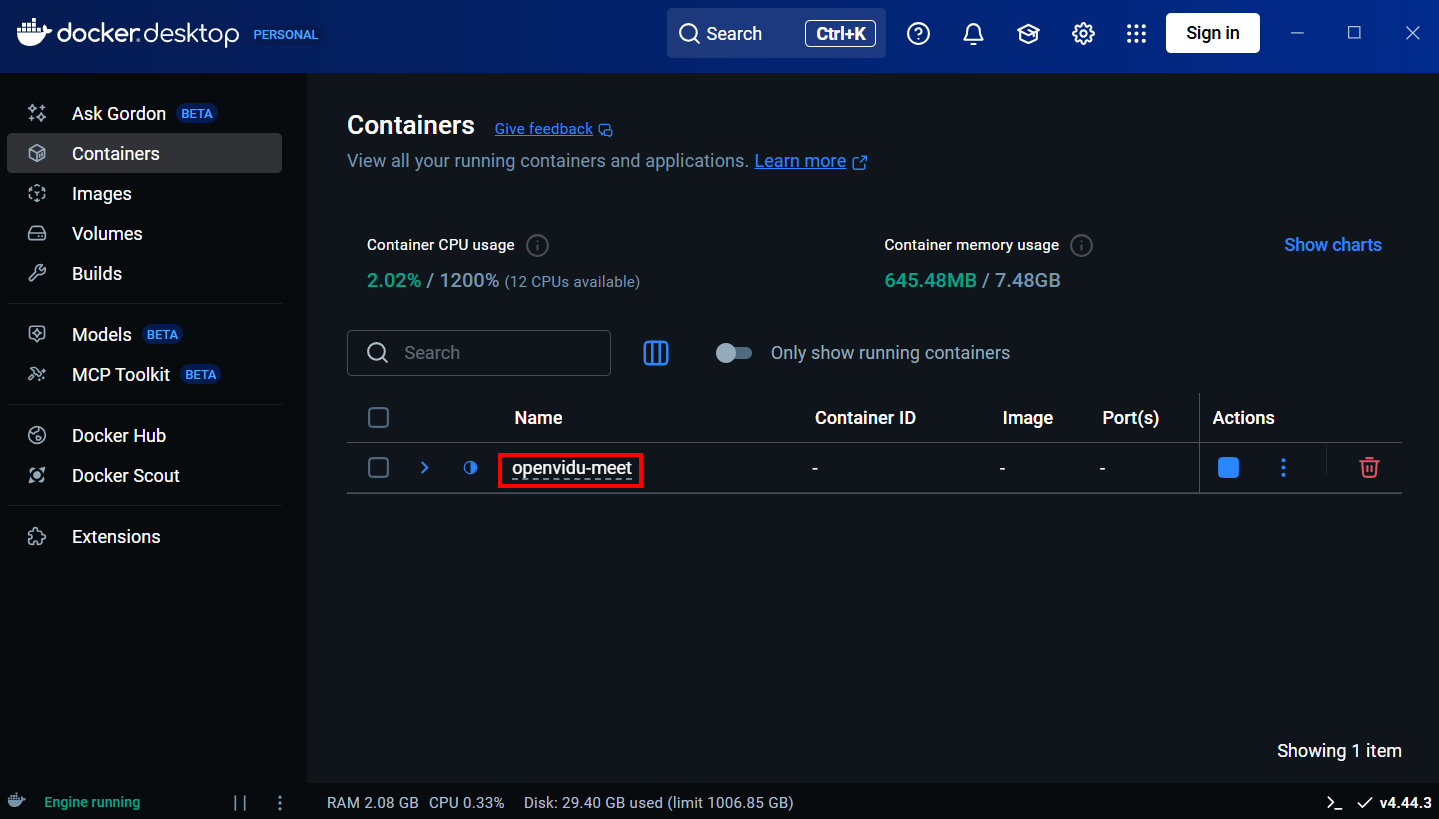 docker.desktop PERSONAL Search Ctrl+K Sign in
Ask Gordon BETA
Containers
Images
Volumes
Builds
Models BETA
MCP Toolkit BETA
Docker Hub
Docker Scout
Extensions
Containers Give feedback
View all your running containers and applications. Learn more
Container CPU usage
2.02% / 1200% (12 CPUs available)
Container memory usage
645.48MB / 7.48GB
Show charts
Search
Only show running containers
Name Container ID Image Port(s) Actions
openvidu-meet - - -
Showing 1 item
Engine running RAM 2.08 GB CPU 0.33% Disk: 29.40 GB used (limit 1006.85 GB) v4.44.3